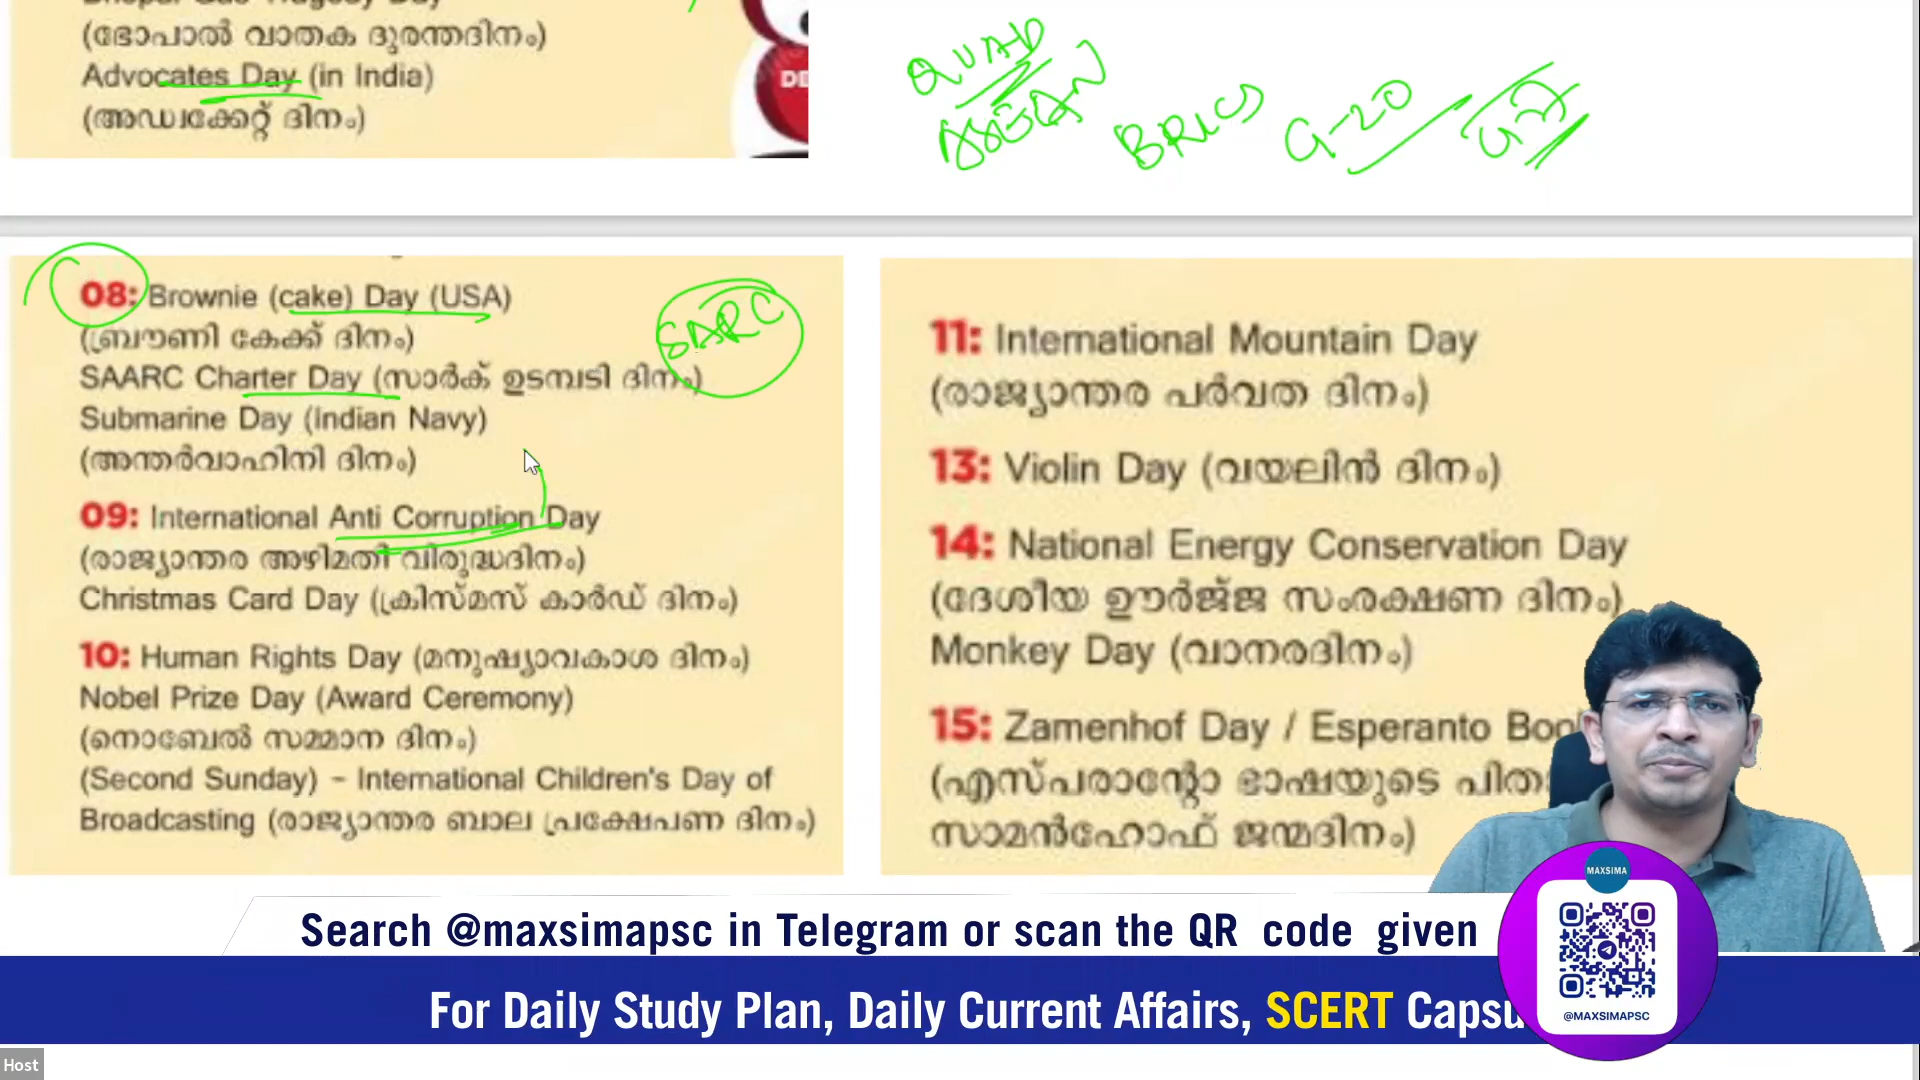 (ഭോപാൽ വാതക ദുരന്തദിനം)
Advocates Day (in India)
(അഡ്വക്കേറ്റ് ദിനം)
QUAD
BRICS
G-20
08: Brownie (cake) Day (USA)
(ബ്രൗണി കേക്ക് ദിനം)
SAARC Charter Day (സാർക് ഉടമ്പടി ദിനം)
SARC
Submarine Day (Indian Navy)
(അന്തർവാഹിനി ദിനം)
09: International Anti Corruption Day
(രാജ്യാന്തര അഴിമതി വിരുദ്ധദിനം)
Christmas Card Day (ക്രിസ്മസ് കാർഡ് ദിനം)
10: Human Rights Day (മനുഷ്യാവകാശ ദിനം)
Nobel Prize Day (Award Ceremony)
(നൊബേൽ സമ്മാന ദിനം)
(Second Sunday) – International Children's Day of
Broadcasting (രാജ്യാന്തര ബാല പ്രക്ഷേപണ ദിനം)
11: International Mountain Day
(രാജ്യാന്തര പർവത ദിനം)
13: Violin Day (വയലിൻ ദിനം)
14: National Energy Conservation Day
(ദേശീയ ഊർജ്ജ സംരക്ഷണ ദിനം)
Monkey Day (വാനരദിനം)
15: Zamenhof Day / Esperanto Boo
(എസ്പരാന്റോ ഭാഷയുടെ പിത
സാമൻഹോഫ് ജന്മദിനം)
MAXSIMA
Search @maxsimapsc in Telegram or scan the QR code given
For Daily Study Plan, Daily Current Affairs, SCERT Capsu
@MAXSIMAPSC
Host